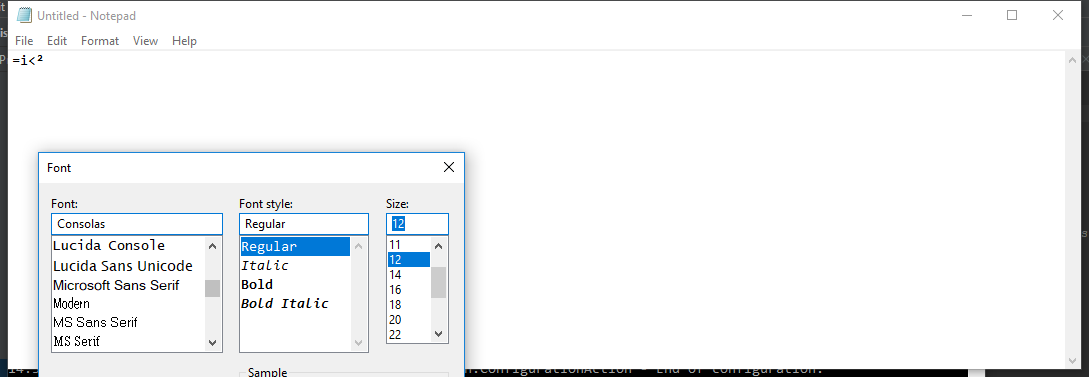 Untitled - Notepad
File Edit Format View Help
=i<²
Font
Font: Font style: Size:
Consolas Regular 12
Lucida Console
Lucida Sans Unicode
Microsoft Sans Serif
Modern
MS Sans Serif
MS Serif
Regular
Italic
Bold
Bold Italic
11
12
14
16
18
20
22
Sample
.ConfigurationAction - End of configuration.